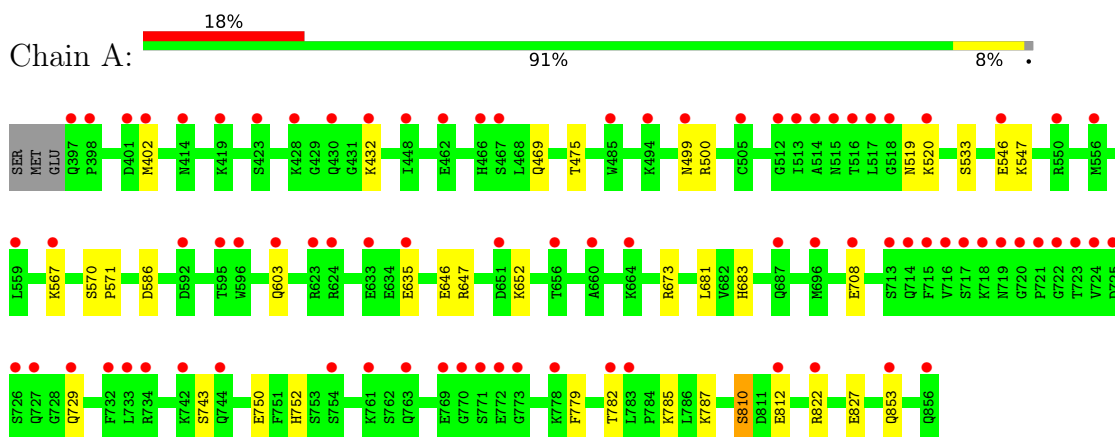 18%
Chain A:
91% 8% •
SER MET GLU Q397 P398 D401 M402 N414 K419 S423 K428 G429 Q430 G431 K432 I448 E462 H466 S467 L468 Q469 T475 W485 K494 N499 R500 C505 G512 I513 A514 N515 T516 L517 G518 N519 K520 S533 E546 K547 R550 M556
L559 K567 S570 P571 D586 D592 T595 W596 Q603 R623 R624 E633 E634 E635 E646 R647 D651 K652 T656 A660 K664 R673 L681 V682 H683 Q687 M696 E708 S713 Q714 F715 V716 S717 K718 N719 G720 P721 G722 T723 V724
S726 Q727 G728 Q729 F732 L733 R734 K742 S743 Q744 E750 F751 H752 S753 S754 K761 S762 Q763 E769 G770 S771 E772 G773 K778 F779 T782 L783 P784 K785 L786 K787 S810 D811 E812 R822 E827 Q853 Q856